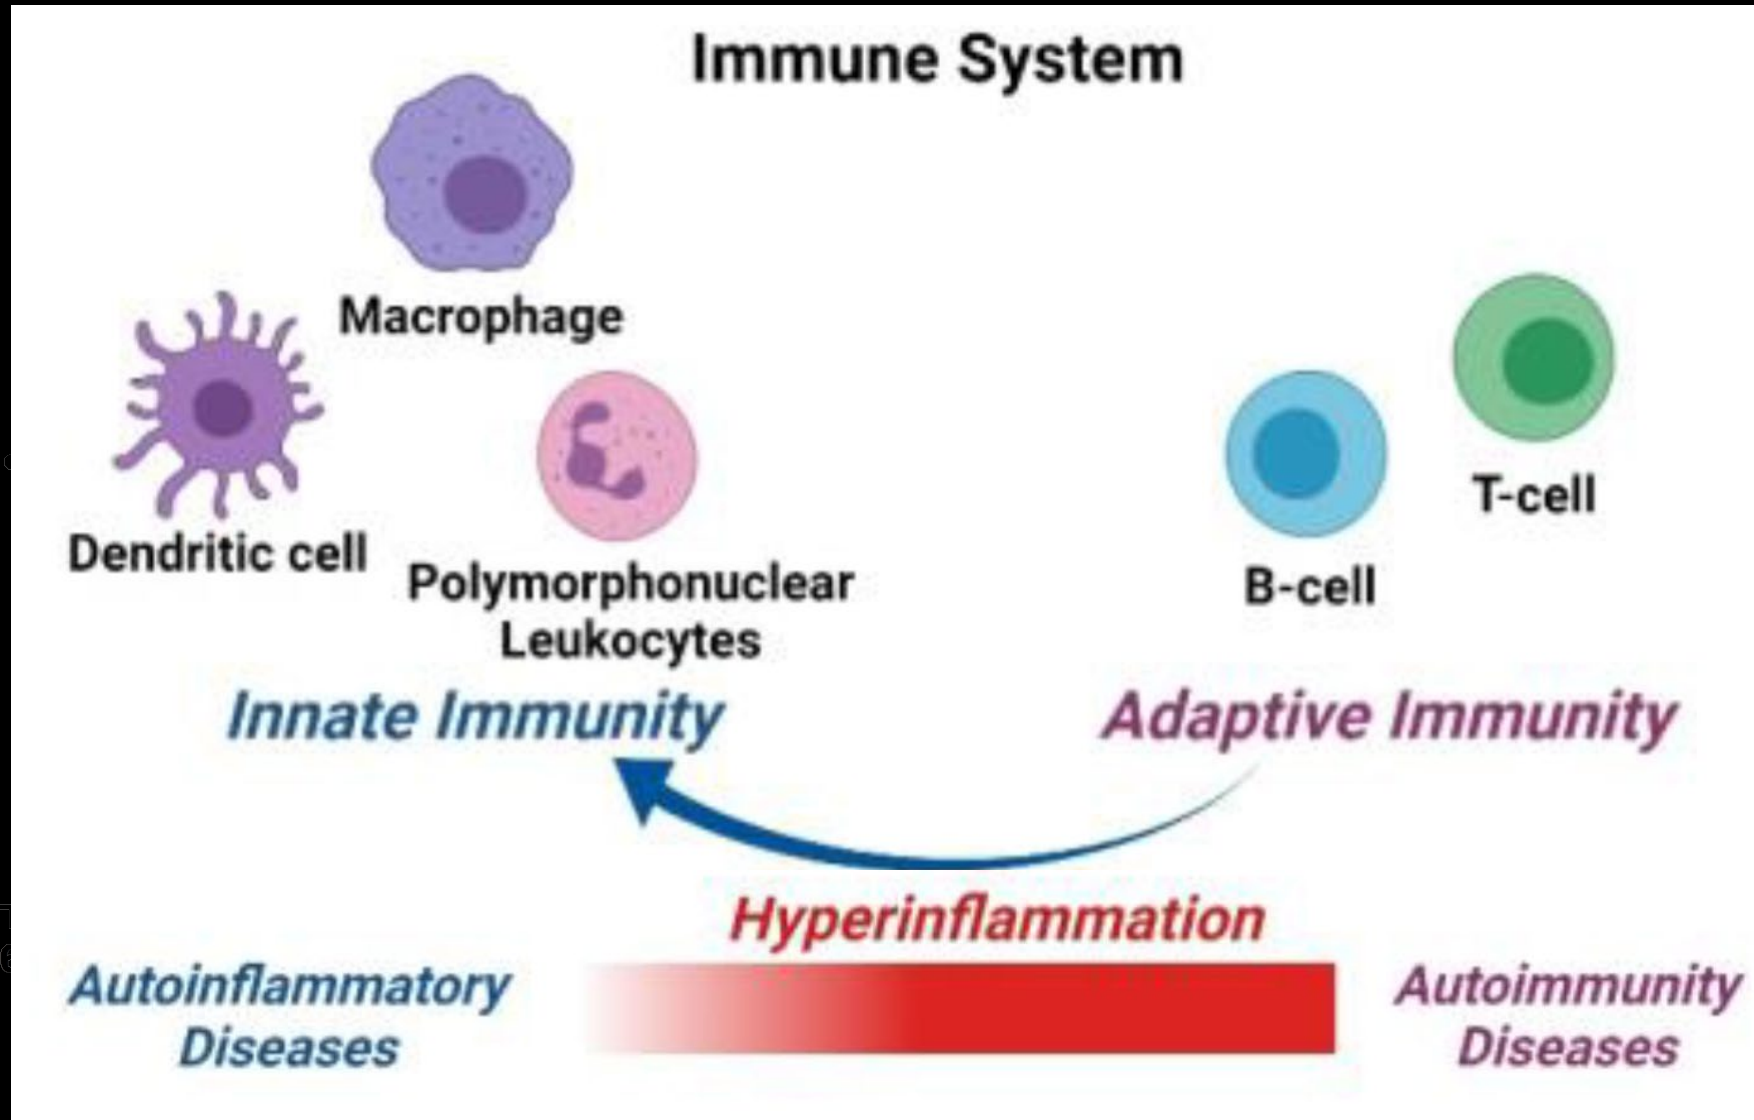 Immune System
Macrophage
Dendritic cell
Polymorphonuclear
Leukocytes
B-cell
T-cell
Innate Immunity
Adaptive Immunity
Hyperinflammation
Autoinflammatory
Diseases
Autoimmunity
Diseases